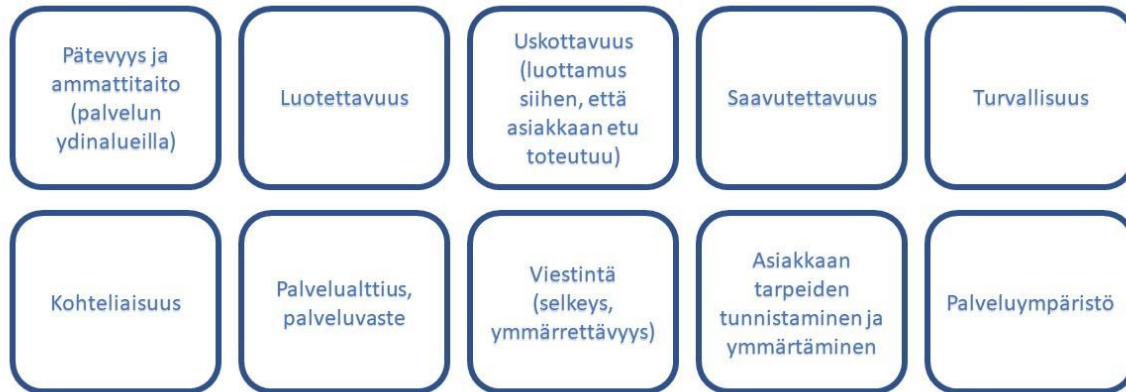 Pätevyys ja
ammattitaito
(palvelun
ydinalueilla)
Luotettavuus
Uskottavuus
(luottamus
siihen, että
asiakkaan etu
toteutuu)
Saavutettavuus
Turvallisuus
Kohteliaisuus
Palvelualttius,
palveluvaste
Viestintä
(selkeys,
ymmärrettävyys)
Asiakkaan
tarpeiden
tunnistaminen ja
ymmärtäminen
Palveluympäristö